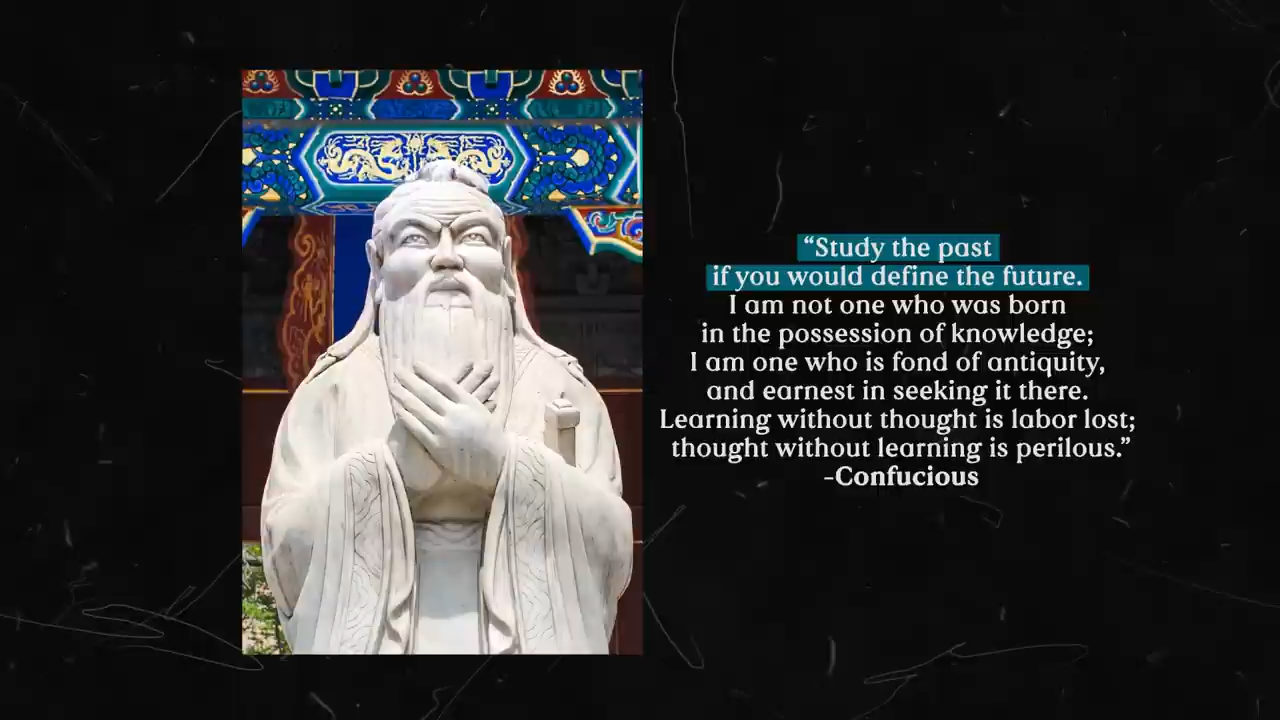 “Study the past
if you would define the future.
I am not one who was born
in the possession of knowledge;
I am one who is fond of antiquity,
and earnest in seeking it there.
Learning without thought is labor lost;
thought without learning is perilous.”
-Confucious